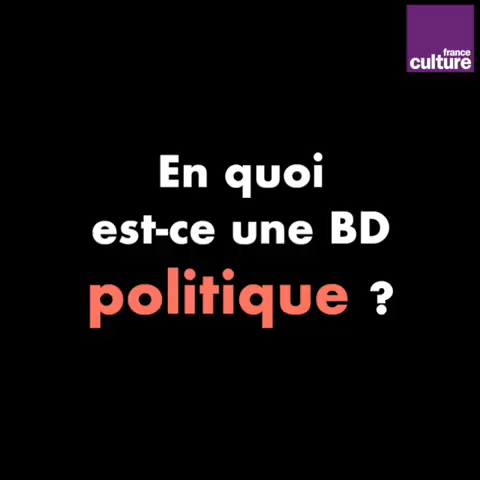 france
culture
En quoi
est-ce une BD
politique ?